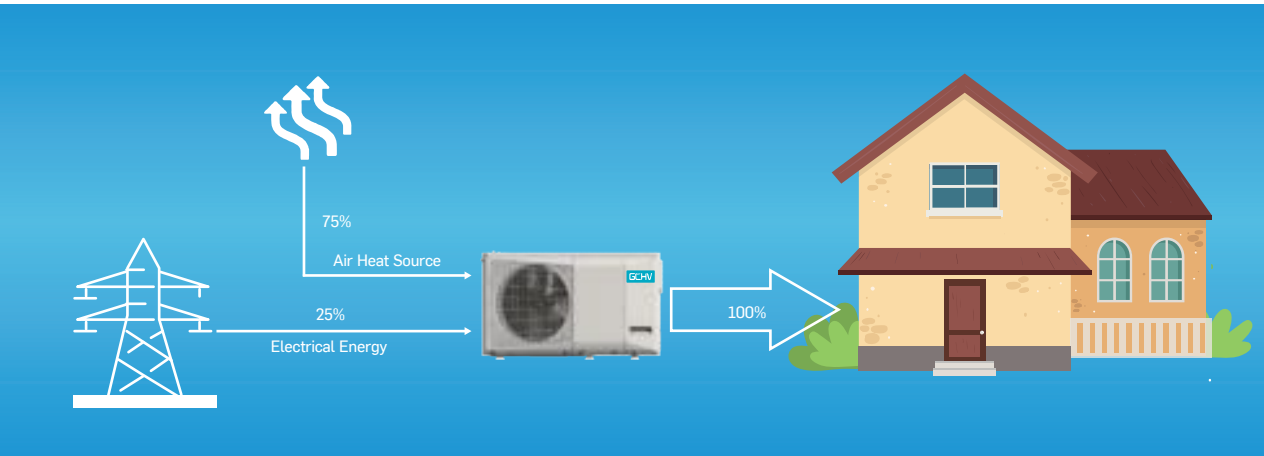 75%
Air Heat Source
25%
Electrical Energy
GCHV
100%